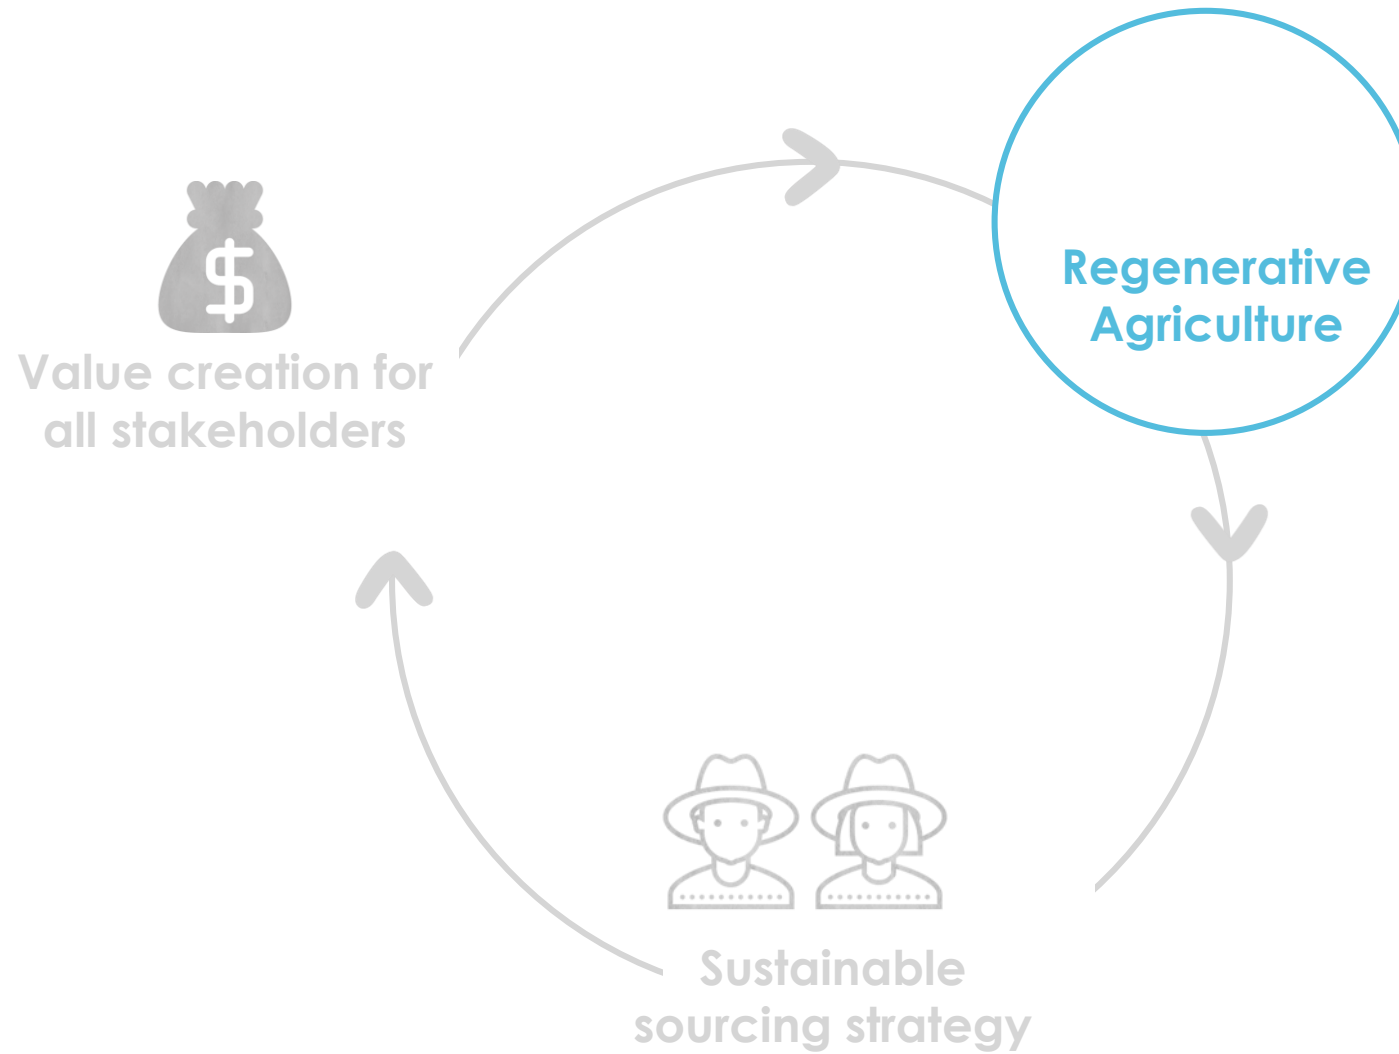 Regenerative
Agriculture
$
Value creation for
all stakeholders
Sustainable
sourcing strategy